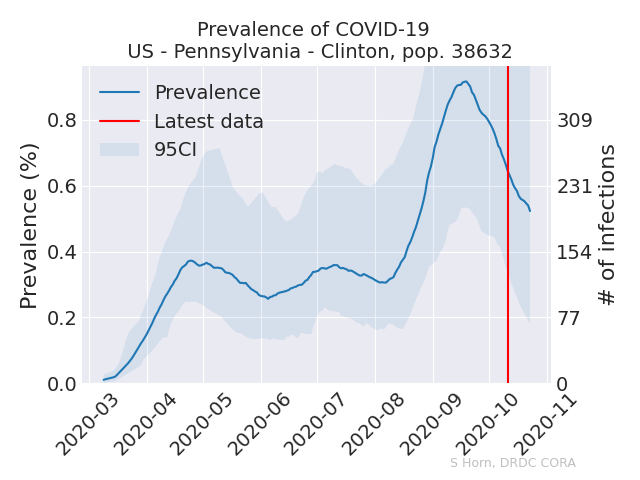 Prevalence of COVID-19
US - Pennsylvania - Clinton, pop. 38632
Prevalence
Latest data
95CI
Prevalence (%)
0.8
0.6
0.4
0.2
0.0
309
231
154
77
0
# of infections
2020-03
2020-04
2020-05
2020-06
2020-07
2020-08
2020-09
2020-10
2020-11
S Horn, DRDC CORA